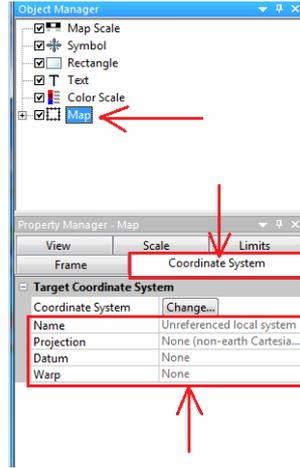 Object Manager
Map Scale
Symbol
Rectangle
Text
Color Scale
Map
Property Manager - Map
View Scale Limits
Frame Coordinate System
Target Coordinate System
Coordinate System Change...
Name Unreferenced local system
Projection None (non-earth Cartesia...
Datum None
Warp None